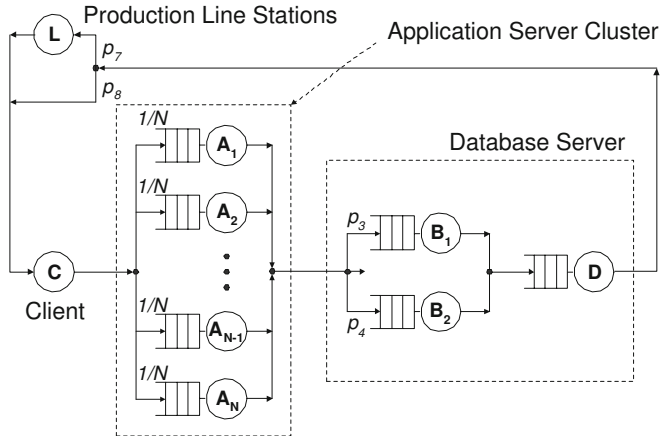 Production Line Stations
L
p7
p8
Application Server Cluster
1/N
A1
1/N
A2
Database Server
p3
B1
C
Client
D
p4
B2
1/N
AN-1
1/N
AN